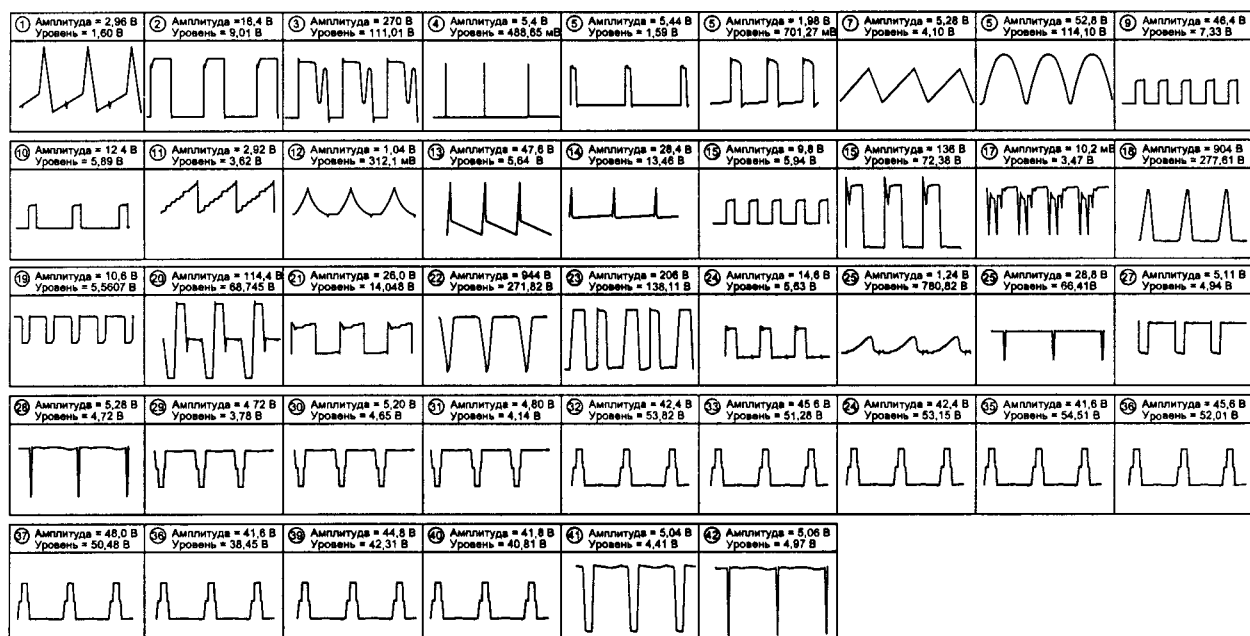 ① Амплитуда = 2,96 В
Уровень = 1,60 В
② Амплитуда =16,4 В
Уровень = 9,01 В
③ Амплитуда = 270 В
Уровень = 111,01 В
④ Амплитуда = 5,4 В
Уровень = 488,65 мВ
⑤ Амплитуда = 5,44 В
Уровень = 1,59 В
⑤ Амплитуда = 1,98 В
Уровень = 701,27 мВ
⑦ Амплитуда = 5,28 В
Уровень = 4,10 В
⑤ Амплитуда = 52,8 В
Уровень = 114,10 В
⑨ Амплитуда = 46,4 В
Уровень = 7,33 В
⑩ Амплитуда = 12 4 В
Уровень = 5,89 В
⑪ Амплитуда = 2,92 В
Уровень = 3,62 В
⑫ Амплитуда = 1,04 В
Уровень = 312,1 мВ
⑬ Амплитуда = 47,6 В
Уровень = 5,64 В
⑭ Амплитуда = 28,4 В
Уровень = 13,46 В
⑮ Амплитуда = 9,8 В
Уровень = 5,94 В
⑮ Амплитуда = 136 В
Уровень = 72,38 В
⑰ Амплитуда = 10,2 мВ
Уровень = 3,47 В
⑱ Амплитуда = 904 В
Уровень = 277,61 В
⑲ Амплитуда = 10,6 В
Уровень = 5,5607 В
⑳ Амплитуда = 114,4 В
Уровень = 68,745 В
㉑ Амплитуда = 26,0 В
Уровень = 14,048 В
㉒ Амплитуда = 944 В
Уровень = 271,82 В
㉓ Амплитуда = 206 В
Уровень = 138,11 В
㉔ Амплитуда = 14,6 В
Уровень = 5,63 В
㉕ Амплитуда = 1,24 В
Уровень = 780,82 В
㉕ Амплитуда = 28,8 В
Уровень = 66,41В
㉗ Амплитуда = 5,11 В
Уровень = 4,94 В
㉘ Амплитуда = 5,28 В
Уровень = 4,72 В
㉙ Амплитуда = 4 72 В
Уровень = 3,78 В
㉚ Амплитуда = 5,20 В
Уровень = 4,65 В
㉛ Амплитуда = 4,80 В
Уровень = 4,14 В
㉜ Амплитуда = 42,4 В
Уровень = 53,82 В
㉝ Амплитуда = 45 6 В
Уровень = 51,28 В
㉔ Амплитуда = 42,4 В
Уровень = 53,15 В
㉟ Амплитуда = 41,6 В
Уровень = 54,51 В
㊱ Амплитуда = 45,6 В
Уровень = 52,01 В
㊲ Амплитуда = 48,0 В
Уровень = 50,48 В
㊱ Амплитуда = 41,6 В
Уровень = 38,45 В
㊴ Амплитуда = 44,8 В
Уровень = 42,31 В
㊵ Амплитуда = 41,8 В
Уровень = 40,81 В
㊶ Амплитуда = 5,04 В
Уровень = 4,41 В
㊷ Амплитуда = 5,06 В
Уровень = 4,97 В